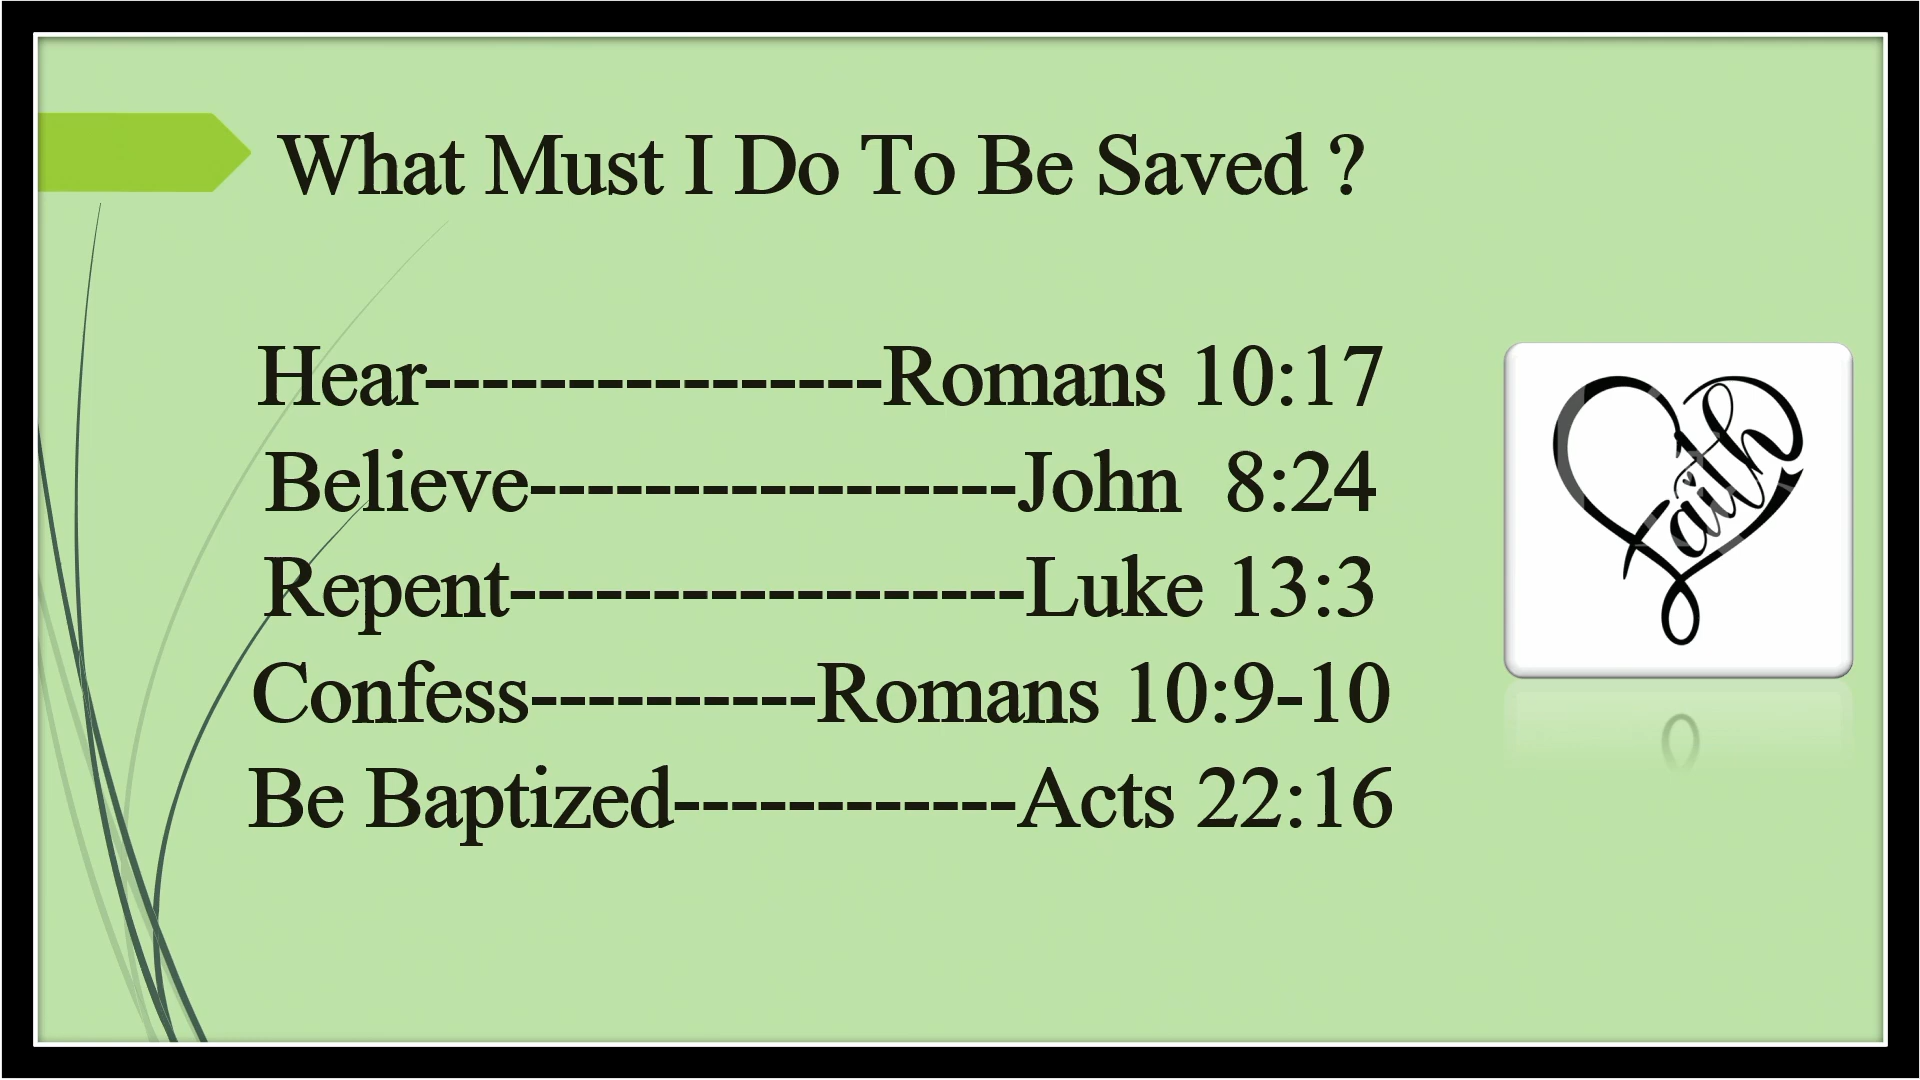 What Must I Do To Be Saved ?
Hear----------------Romans 10:17
Believe-----------------John  8:24
Repent------------------Luke 13:3
Confess----------Romans 10:9-10
Be Baptized------------Acts 22:16
Faith